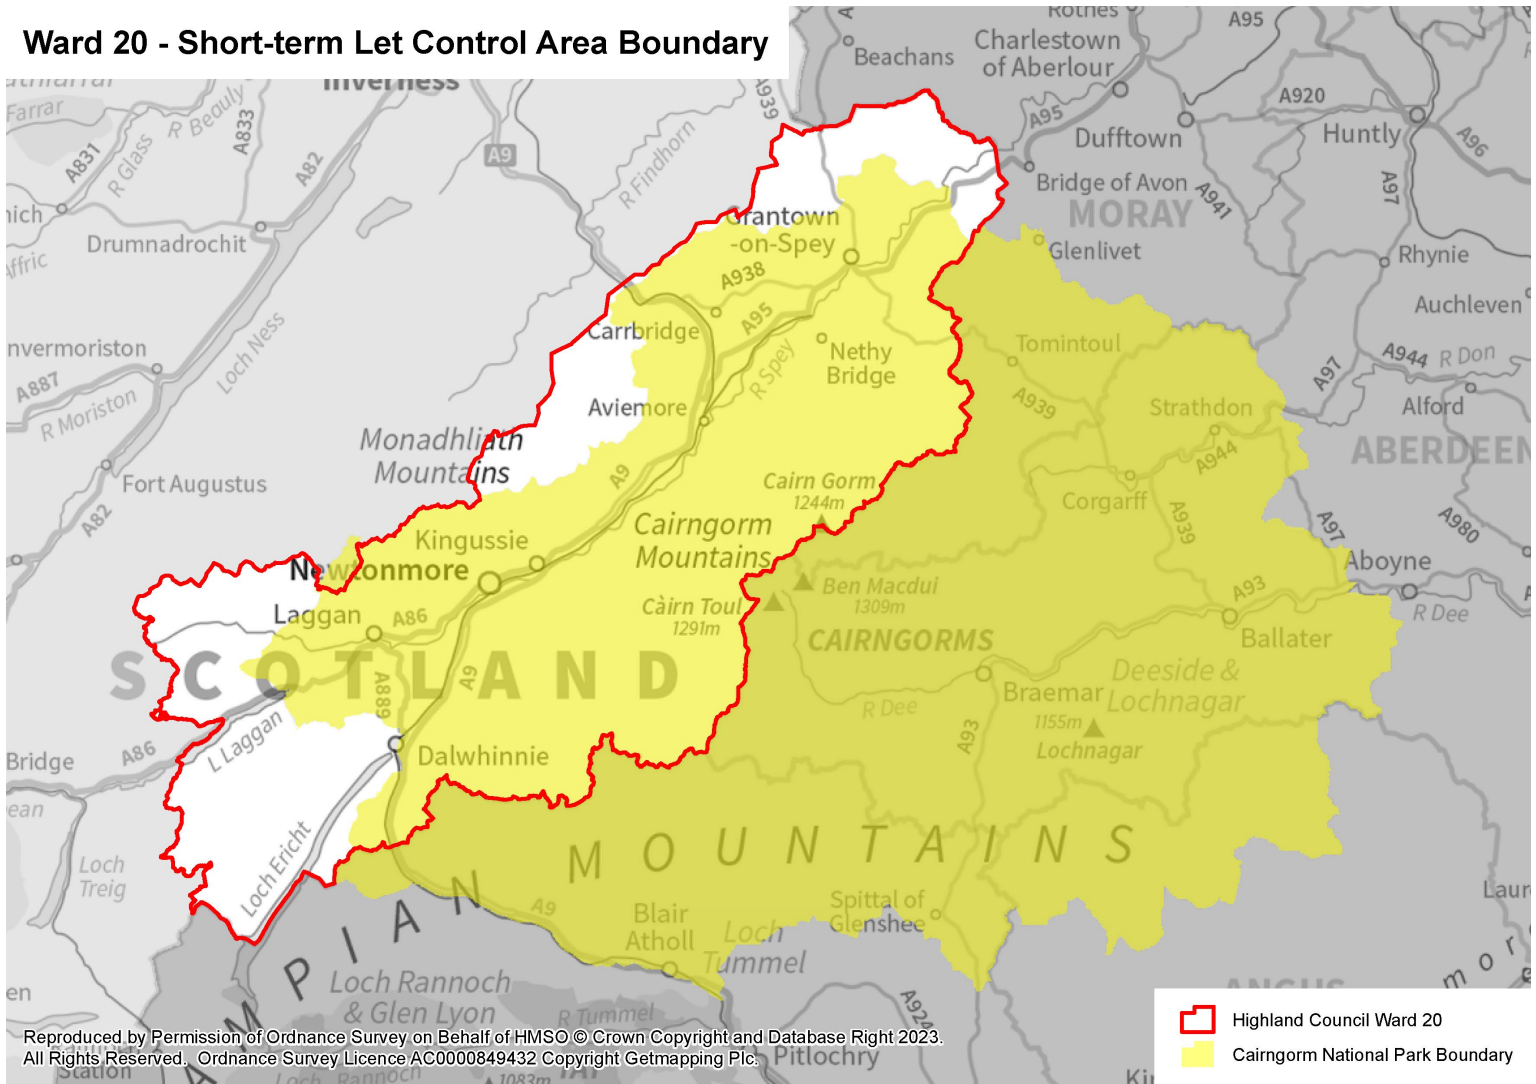 Ward 20 - Short-term Let Control Area Boundary
Rothes
A95
Beachans
Charlestown
of Aberlour
A939
A920
A95
Dufftown
Huntly
A96
Inverness
Farrar
R Beauly
A833
A831
R Glass
A82
A9
R Findhorn
Bridge of Avon
A941
A97
MORAY
Drumnadrochit
Affric
Grantown
-on-Spey
Glenlivet
Rhynie
A938
A95
Auchleven
Carrbridge
Loch Ness
A887
R Moriston
Nethy
Bridge
R Spey
Tomintoul
A944
R Don
A97
Aviemore
A939
Strathdon
Alford
Monadhliath
Mountains
ABERDEEN
A944
Fort Augustus
A82
A9
Cairn Gorm
1244m
Corgarff
A939
A97
A980
Kingussie
Cairngorm
Mountains
Newtonmore
Aboyne
Laggan
A86
Càirn Toul
1291m
Ben Macdui
1309m
A93
R Dee
Ballater
CAIRNGORMS
SCOTLAND
A889
A9
R Dee
Braemar
Deeside &
Lochnagar
1155m
Lochnagar
A93
Bridge
A86
L Laggan
Dalwhinnie
Loch
Treig
Loch Ericht
MOUNTAINS
A9
Blair
Atholl
Spittal of
Glenshee
Loch
Tummel
Loch Rannoch
& Glen Lyon
R Tummel
A924
ANGUS
Pitlochry
Reproduced by Permission of Ordnance Survey on Behalf of HMSO © Crown Copyright and Database Right 2023.
All Rights Reserved.  Ordnance Survey Licence AC0000849432 Copyright Getmapping Plc.
Station
Loch Rannoch
1083m
Highland Council Ward 20
Cairngorm National Park Boundary